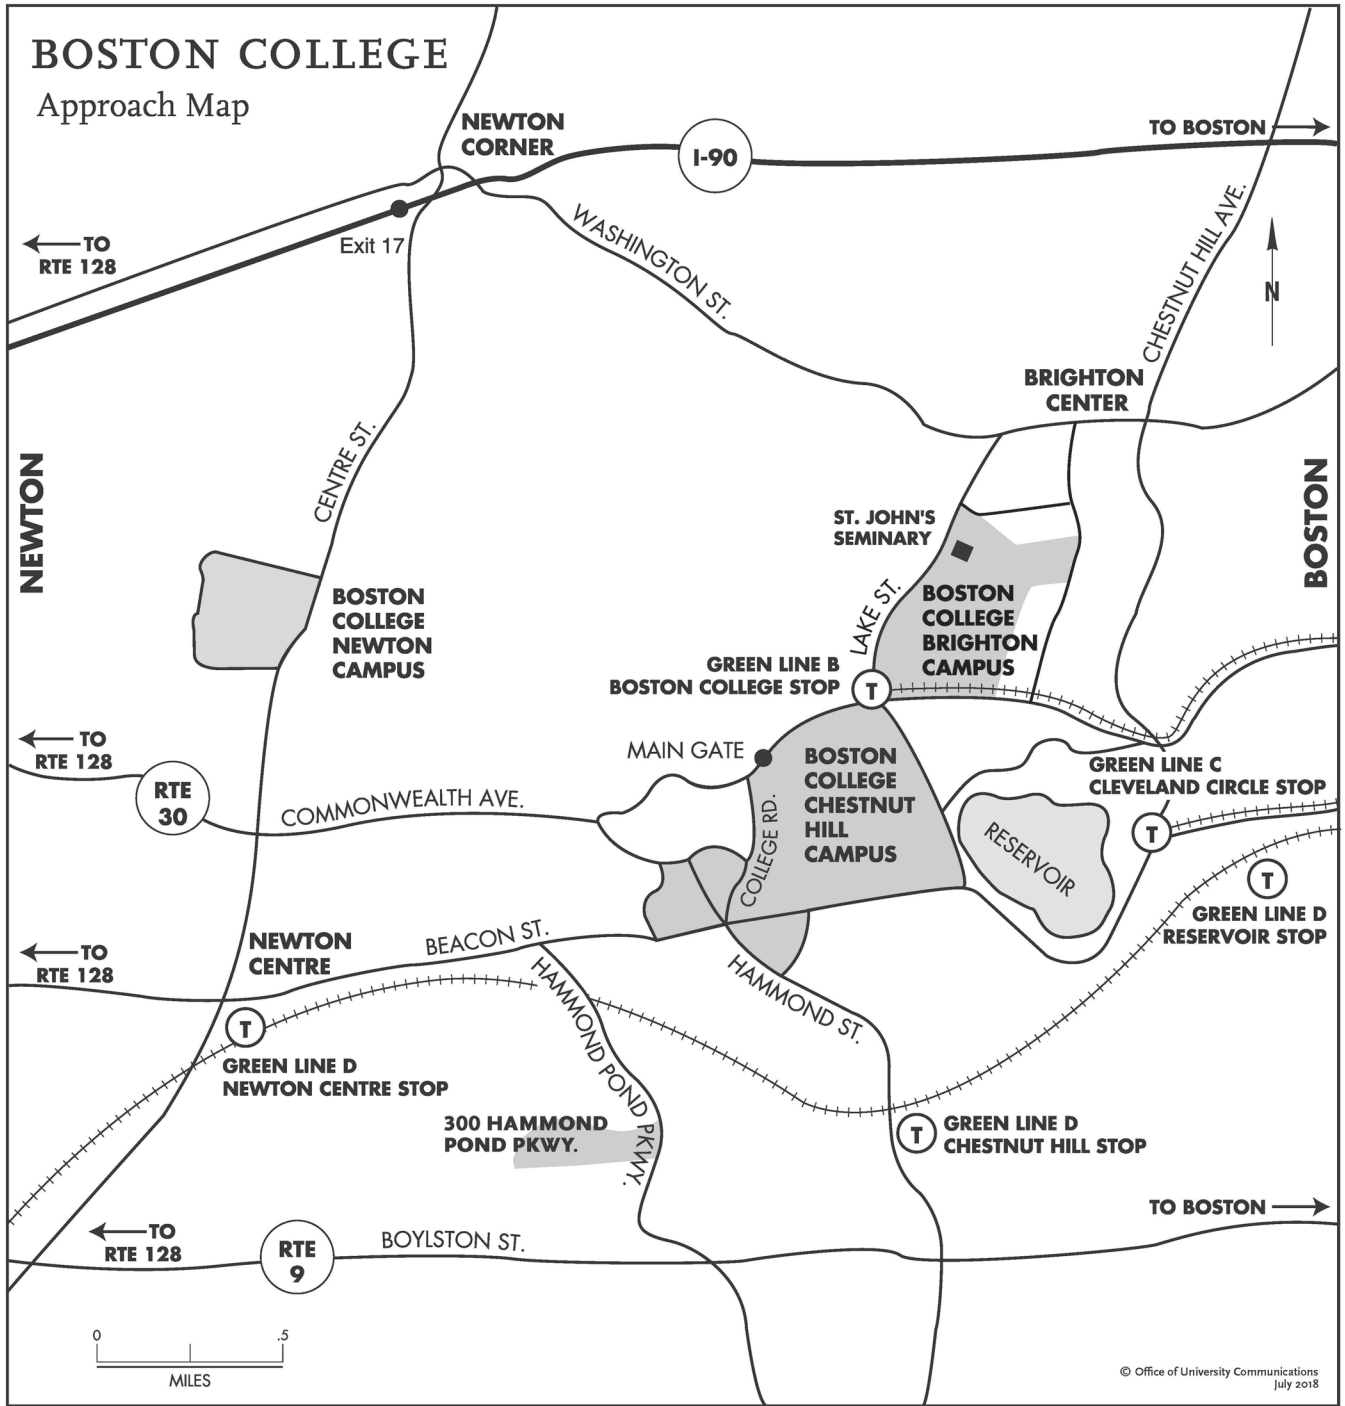 BOSTON COLLEGE
Approach Map
NEWTON
CORNER
I-90
TO BOSTON
TO
RTE 128
Exit 17
WASHINGTON ST.
CHESTNUT HILL AVE.
N
BRIGHTON
CENTER
CENTRE ST.
NEWTON
BOSTON
ST. JOHN'S
SEMINARY
LAKE ST.
BOSTON
COLLEGE
BRIGHTON
CAMPUS
BOSTON
COLLEGE
NEWTON
CAMPUS
GREEN LINE B
BOSTON COLLEGE STOP
T
TO
RTE 128
RTE
30
COMMONWEALTH AVE.
MAIN GATE
COLLEGE RD.
BOSTON
COLLEGE
CHESTNUT
HILL
CAMPUS
GREEN LINE C
CLEVELAND CIRCLE STOP
T
RESERVOIR
T
GREEN LINE D
RESERVOIR STOP
TO
RTE 128
NEWTON
CENTRE
BEACON ST.
HAMMOND POND PKWY.
HAMMOND ST.
T
GREEN LINE D
NEWTON CENTRE STOP
300 HAMMOND
POND PKWY.
T
GREEN LINE D
CHESTNUT HILL STOP
TO BOSTON
TO
RTE 128
RTE
9
BOYLSTON ST.
0 .5
MILES
© Office of University Communications
July 2018